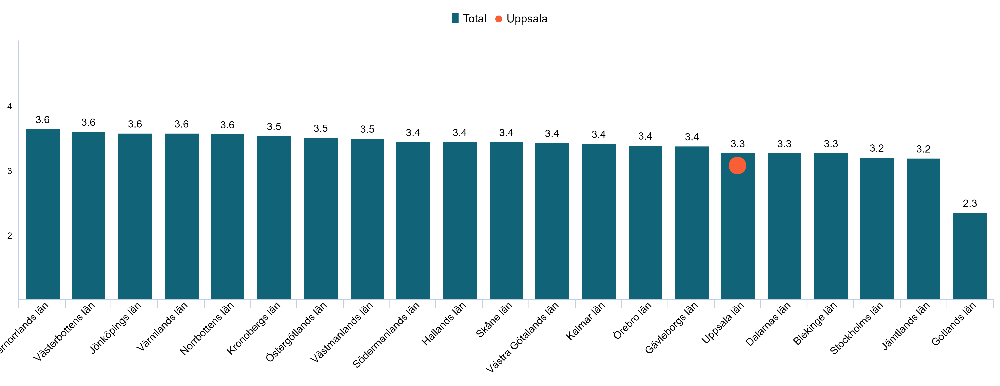 Total Uppsala
4
3
2
3.6 3.6 3.6 3.6 3.6 3.5 3.5 3.5 3.4 3.4 3.4 3.4 3.4 3.4 3.4 3.3 3.3 3.3 3.2 3.2 2.3
ernorrlands län
Västerbottens län
Jönköpings län
Värmlands län
Norrbottens län
Kronobergs län
Östergötlands län
Västmanlands län
Södermanlands län
Hallands län
Skåne län
Västra Götalands län
Kalmar län
Örebro län
Gävleborgs län
Uppsala län
Dalarnas län
Blekinge län
Stockholms län
Jämtlands län
Gotlands län